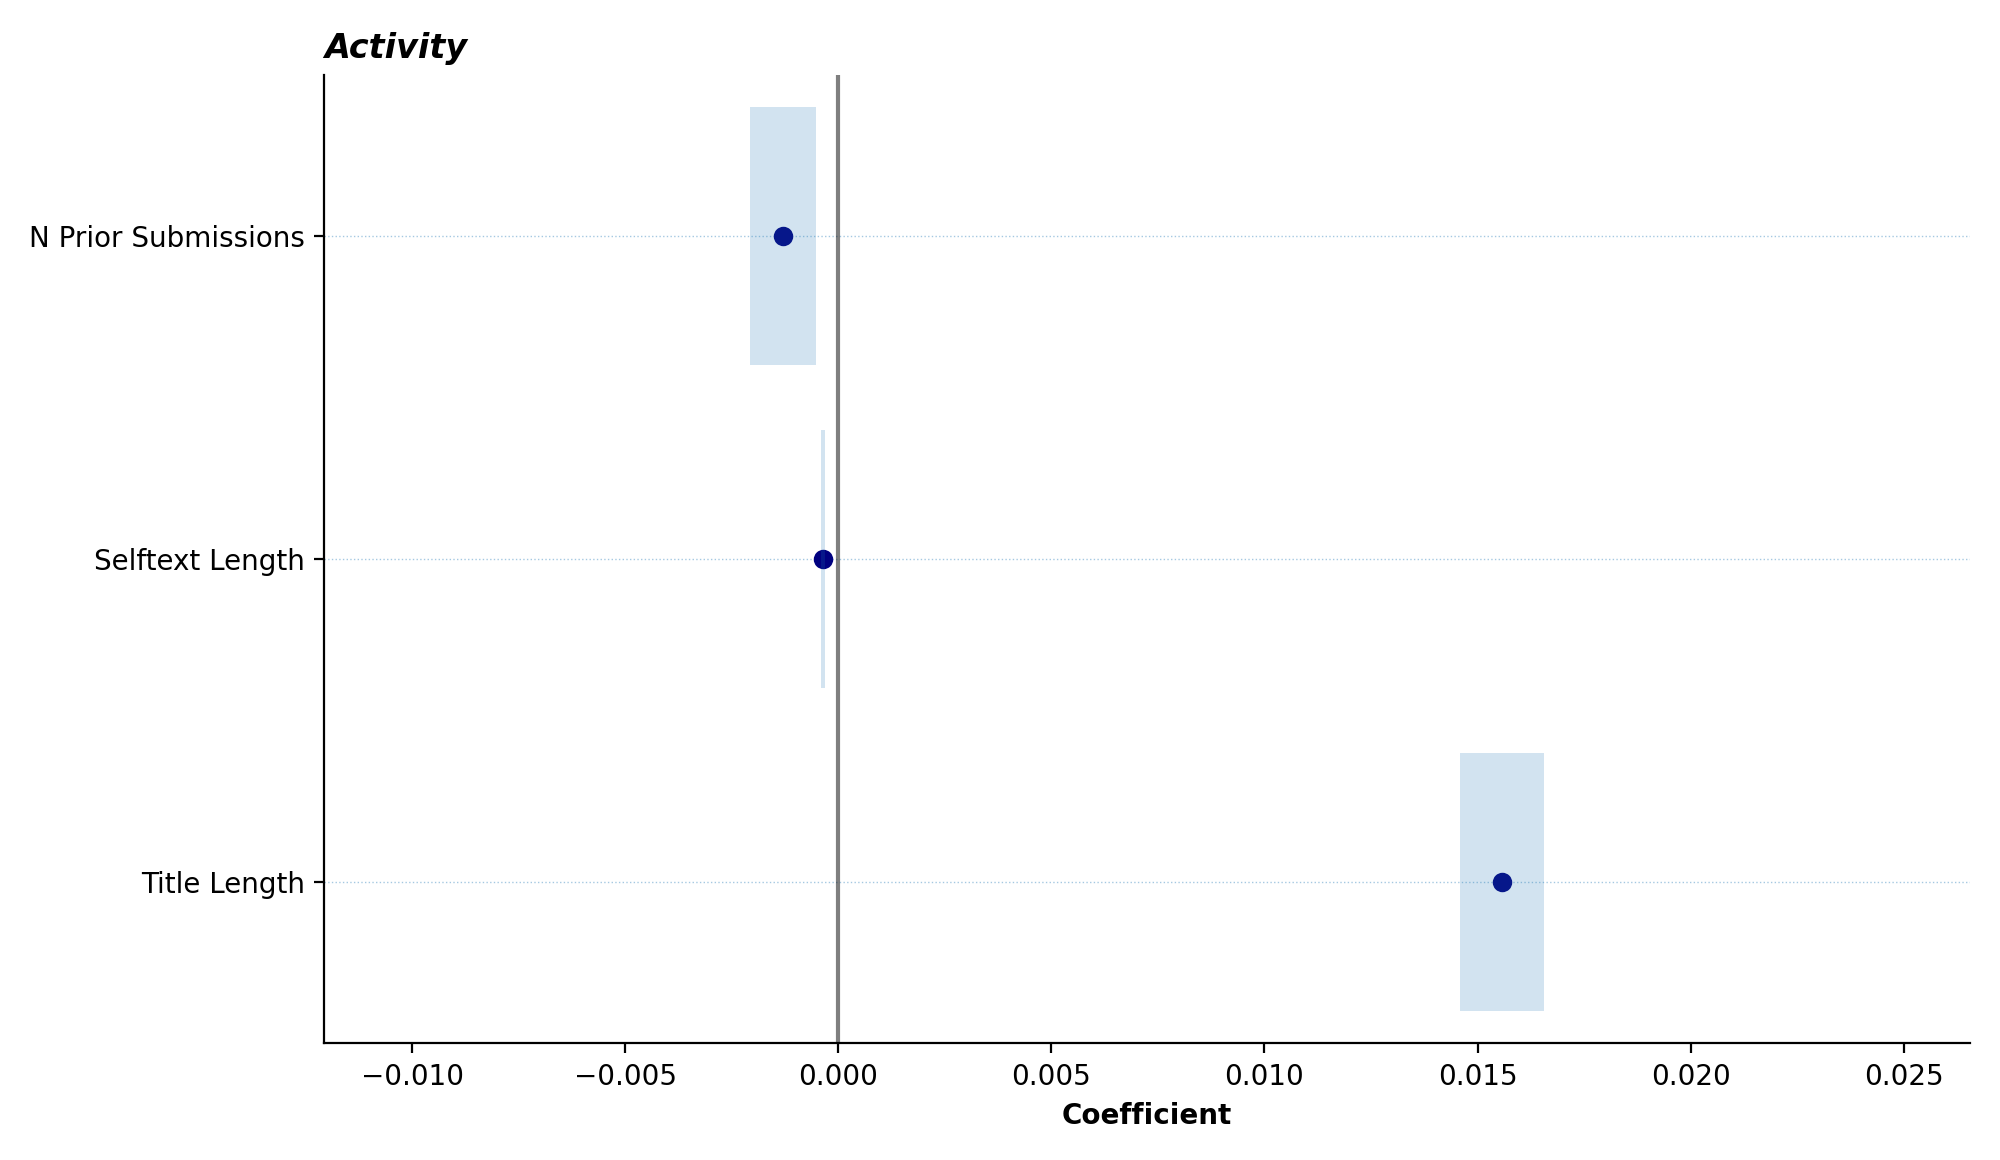 Activity
N Prior Submissions
Selftext Length
Title Length
−0.010 −0.005 0.000 0.005 0.010 0.015 0.020 0.025
Coefficient